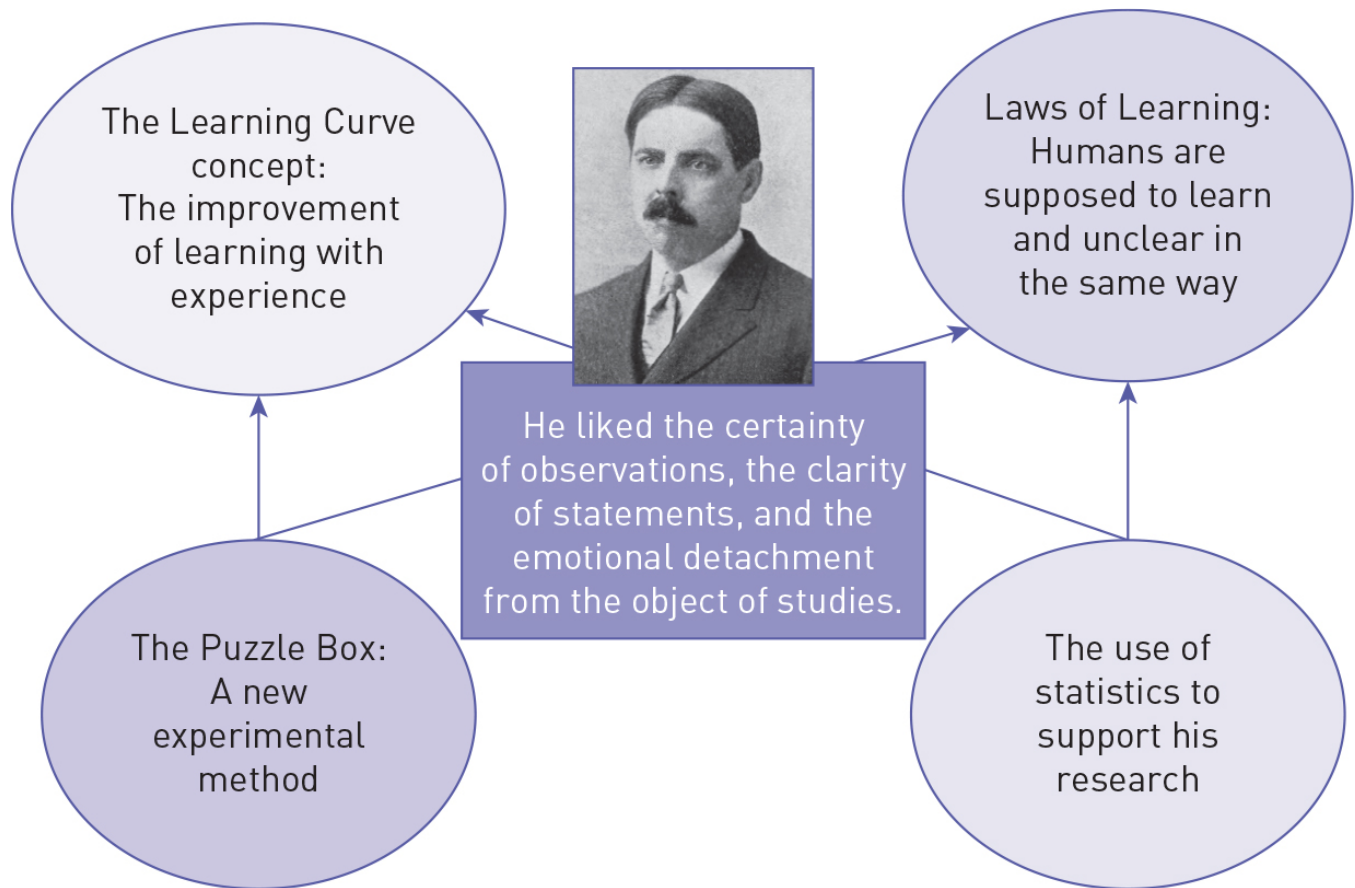 The Learning Curve
concept:
The improvement
of learning with
experience
Laws of Learning:
Humans are
supposed to learn
and unclear in
the same way
He liked the certainty
of observations, the clarity
of statements, and the
emotional detachment
from the object of studies.
The Puzzle Box:
A new
experimental
method
The use of
statistics to
support his
research